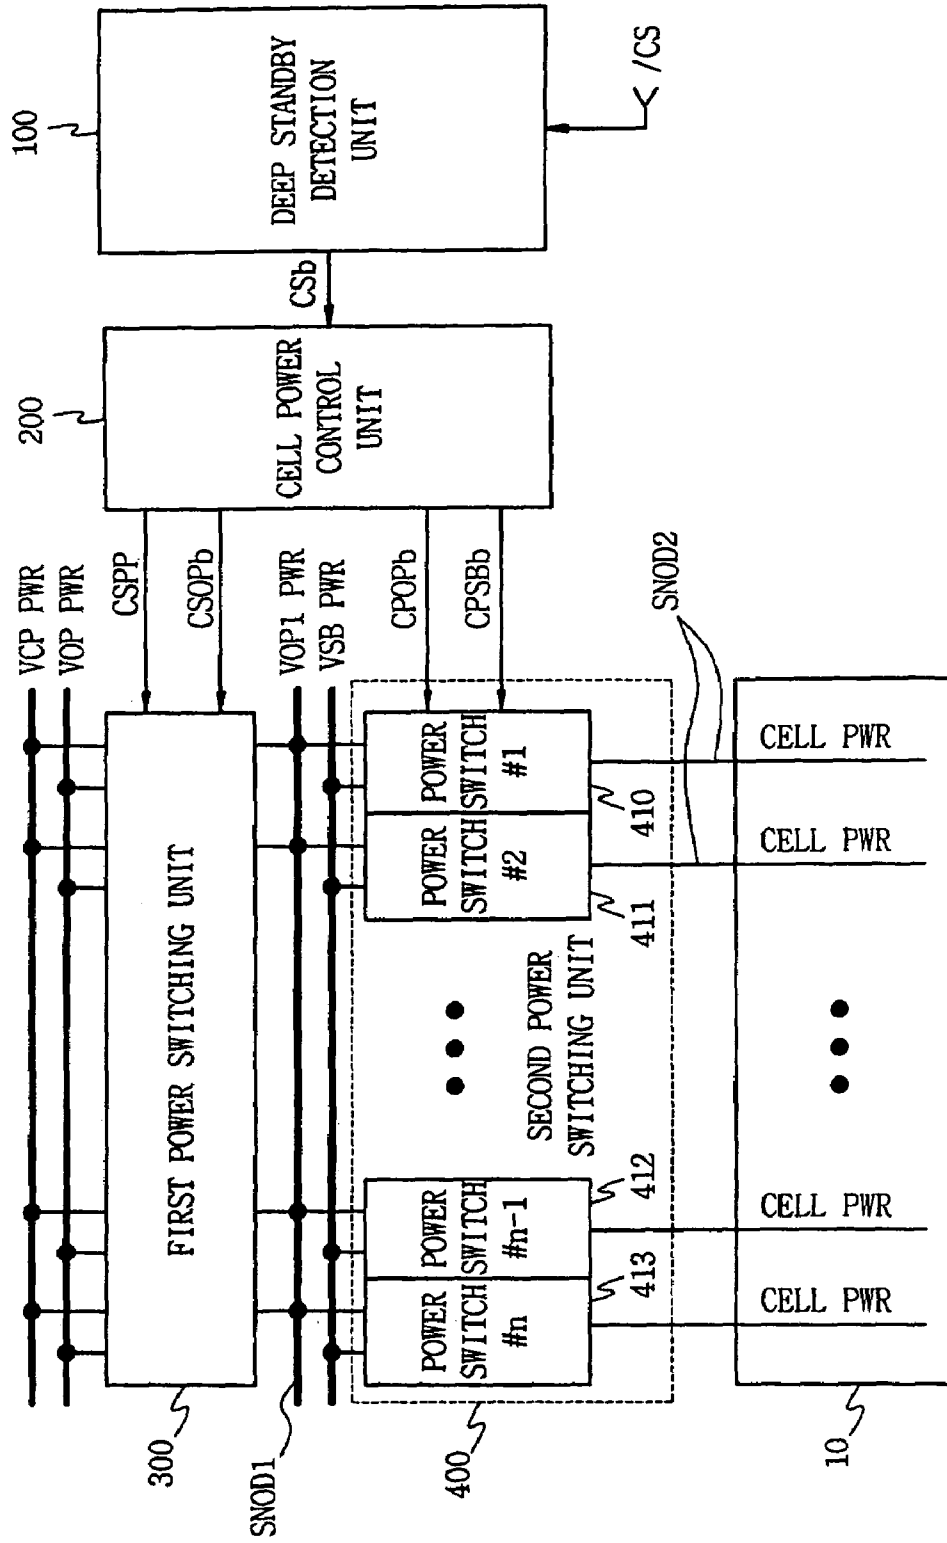 100
DEEP STANDBY
DETECTION
UNIT
/CS
CSb
200
CELL POWER
CONTROL
UNIT
VCP PWR
VOP PWR
CSPP
CSOPb
VOP1 PWR
VSB PWR
CPOPb
CPSBb
SNOD2
FIRST POWER SWITCHING UNIT
300
SNOD1
POWER
SWITCH
#1
410
POWER
SWITCH
#2
411
SECOND POWER
SWITCHING UNIT
POWER
SWITCH
#n-1
412
POWER
SWITCH
#n
413
400
CELL PWR
CELL PWR
CELL PWR
CELL PWR
10